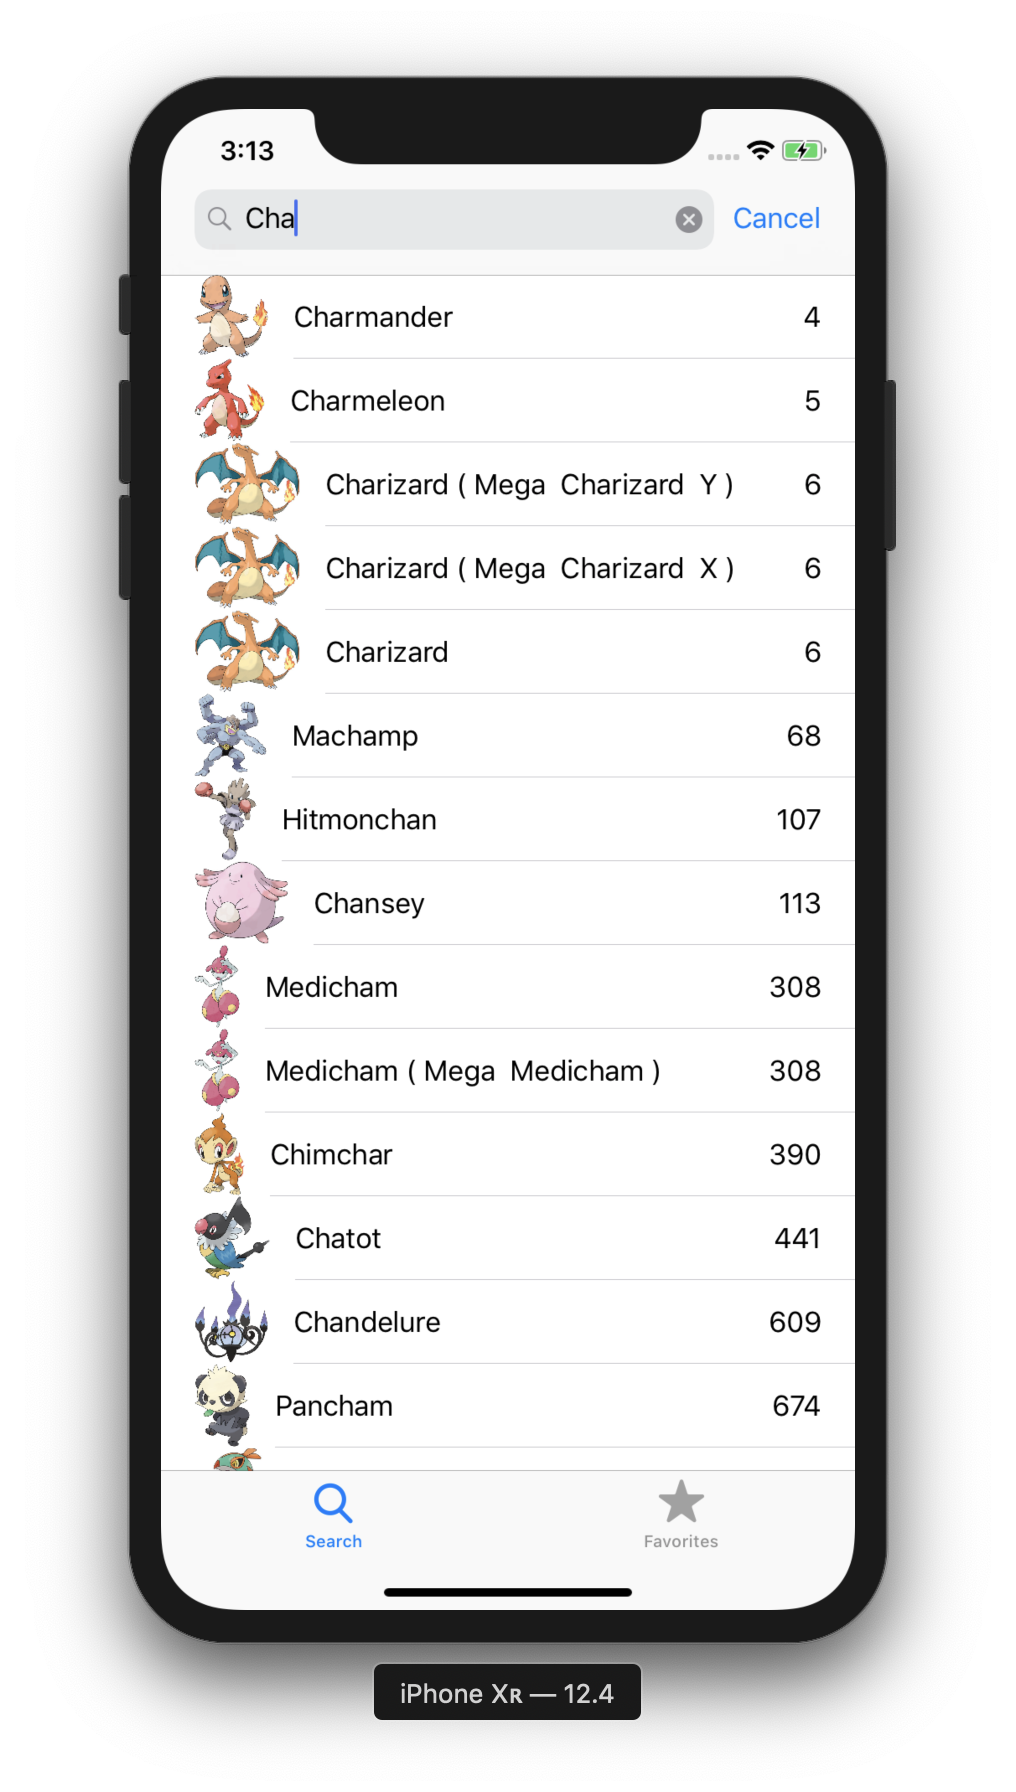 3:13
Cha
Cancel
Charmander 4
Charmeleon 5
Charizard ( Mega  Charizard  Y ) 6
Charizard ( Mega  Charizard  X ) 6
Charizard 6
Machamp 68
Hitmonchan 107
Chansey 113
Medicham 308
Medicham ( Mega  Medicham ) 308
Chimchar 390
Chatot 441
Chandelure 609
Pancham 674
Search
Favorites
iPhone Xʀ — 12.4